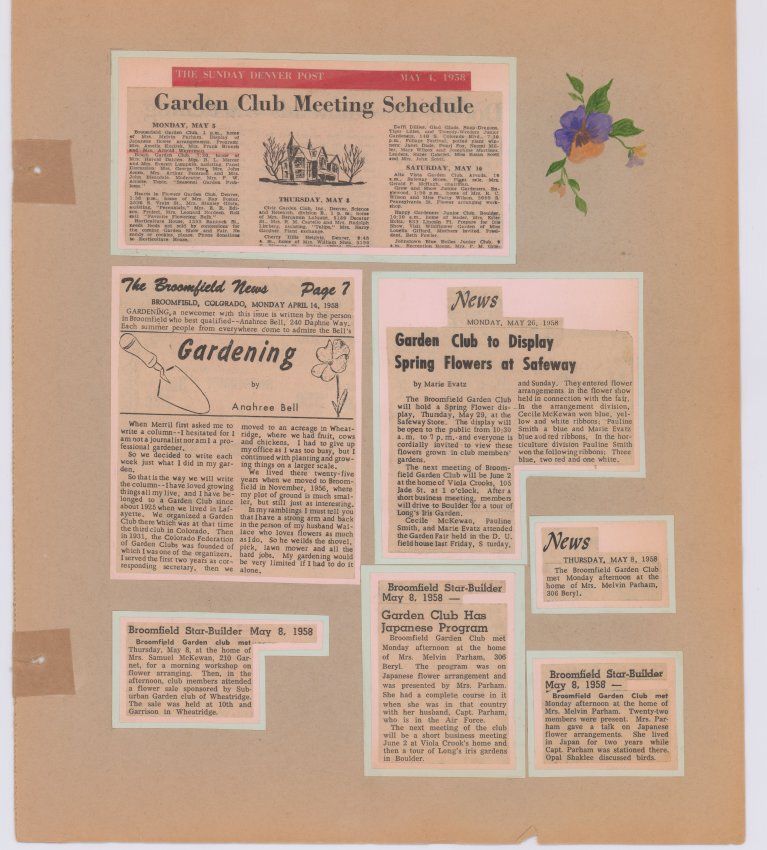 THE SUNDAY DENVER POST MAY 4, 1958
Garden Club Meeting Schedule
MONDAY, MAY 5
Broomfield Garden Club, 1 p.m., home
of Mrs. Melvin Parham. Display of
Japanese flower arrangements. Program:
THURSDAY, MAY 8
Civic Garden Club, Inc., Denver, Science
SATURDAY, MAY 10
The Broomfield News Page 7
BROOMFIELD, COLORADO, MONDAY APRIL 14, 1958
GARDENING, a newcomer with this issue is written by the person
in Broomfield who best qualified--Anahree Bell, 240 Daphne Way.
Each summer people from everywhere come to admire the Bell's
Gardening
by
Anahree Bell
When Merril first asked me to
write a column--I hesitated for I
am not a journalist nor am I a pro-
fessional gardener.
So we decided to write each
week just what I did in my gar-
den.
So that is the way we will write
the column--I have loved growing
things all my live, and I have be-
longed to a Garden Club since
about 1925 when we lived in Lafa-
yette. We organized a Garden
Club there which was at that time
the third club in Colorado. Then
in 1931, the Colorado Federation
of Garden Clubs was founded of
which I was one of the organizers.
I served the first two years as cor-
responding secretary, then we
moved to an acreage in Wheat-
ridge, where we had fruit, cows
and chickens. I had to give up
my office as I was too busy, but I
continued with planting and grow-
ing things on a larger scale.
We lived there twenty-five
years when we moved to Broom-
field in November, 1956, where
my plot of ground is much smal-
ler, but still just as interesting.
In my ramblings I must tell you
that I have a strong arm and back
in the person of my husband Wal-
lace who loves flowers as much
as I do. So he weilds the shovel,
pick, lawn mower and all the
hard jobs. My gardening would
be very limited if I had to do it
alone.
News
MONDAY, MAY 26, 1958
Garden Club to Display
Spring Flowers at Safeway
by Marie Evatz
The Broomfield Garden Club
will hold a Spring Flower dis-
play, Thursday, May 29, at the
Safeway Store. The display will
be open to the public from 10:30
a.m. to 7 p.m. and everyone is
cordially invited to view these
flowers grown in club members'
gardens.
The next meeting of Broom-
field Garden Club will be June 2
at the home of Viola Crooks, 105
Jade St. at 1 o'clock. After a
short business meeting, members
will drive to Boulder for a tour of
Long's Iris Garden.
Cecile McKewan, Pauline
Smith, and Marie Evatz attended
the Garden Fair held in the D. U.
field house last Friday, S turday,
and Sunday. They entered flower
arrangements in the flower show
held in connection with the fair.
In the arrangement division,
Cecile McKewan won blue, yel-
low and white ribbons; Pauline
Smith a blue and Marie Evatz
blue and red ribbons. In the hor-
ticulture division Pauline Smith
won the following ribbons: Three
blue, two red and one white.
News
THURSDAY, MAY 8, 1958
The Broomfield Garden Club
met Monday afternoon at the
home of Mrs. Melvin Parham,
306 Beryl.
Broomfield Star-Builder May 8, 1958
Broomfield Garden club met
Thursday, May 8, at the home of
Mrs. Samuel McKewan, 210 Gar-
net, for a morning workshop on
flower arranging. Then, in the
afternoon, club members attended
a flower sale sponsored by Sub-
urban Garden club of Wheatridge.
The sale was held at 10th and
Garrison in Wheatridge.
Broomfield Star-Builder
May 8, 1958 —
Garden Club Has
Japanese Program
Broomfield Garden Club met
Monday afternoon at the home
of Mrs. Melvin Parham, 306
Beryl. The program was on
Japanese flower arrangement and
was presented by Mrs. Parham.
She had a complete course in it
when she was in that country
with her husband, Capt. Parham,
who is in the Air Force.
The next meeting of the club
will be a short business meeting
June 2 at Viola Crook's home and
then a tour of Long's iris gardens
in Boulder.
Broomfield Star-Builder
May 8, 1958 —
Broomfield Garden Club met
Monday afternoon at the home of
Mrs. Melvin Parham. Twenty-two
members were present. Mrs. Par-
ham gave a talk on Japanese
flower arrangements. She lived
in Japan for two years while
Capt. Parham was stationed there.
Opal Shaklee discussed birds.